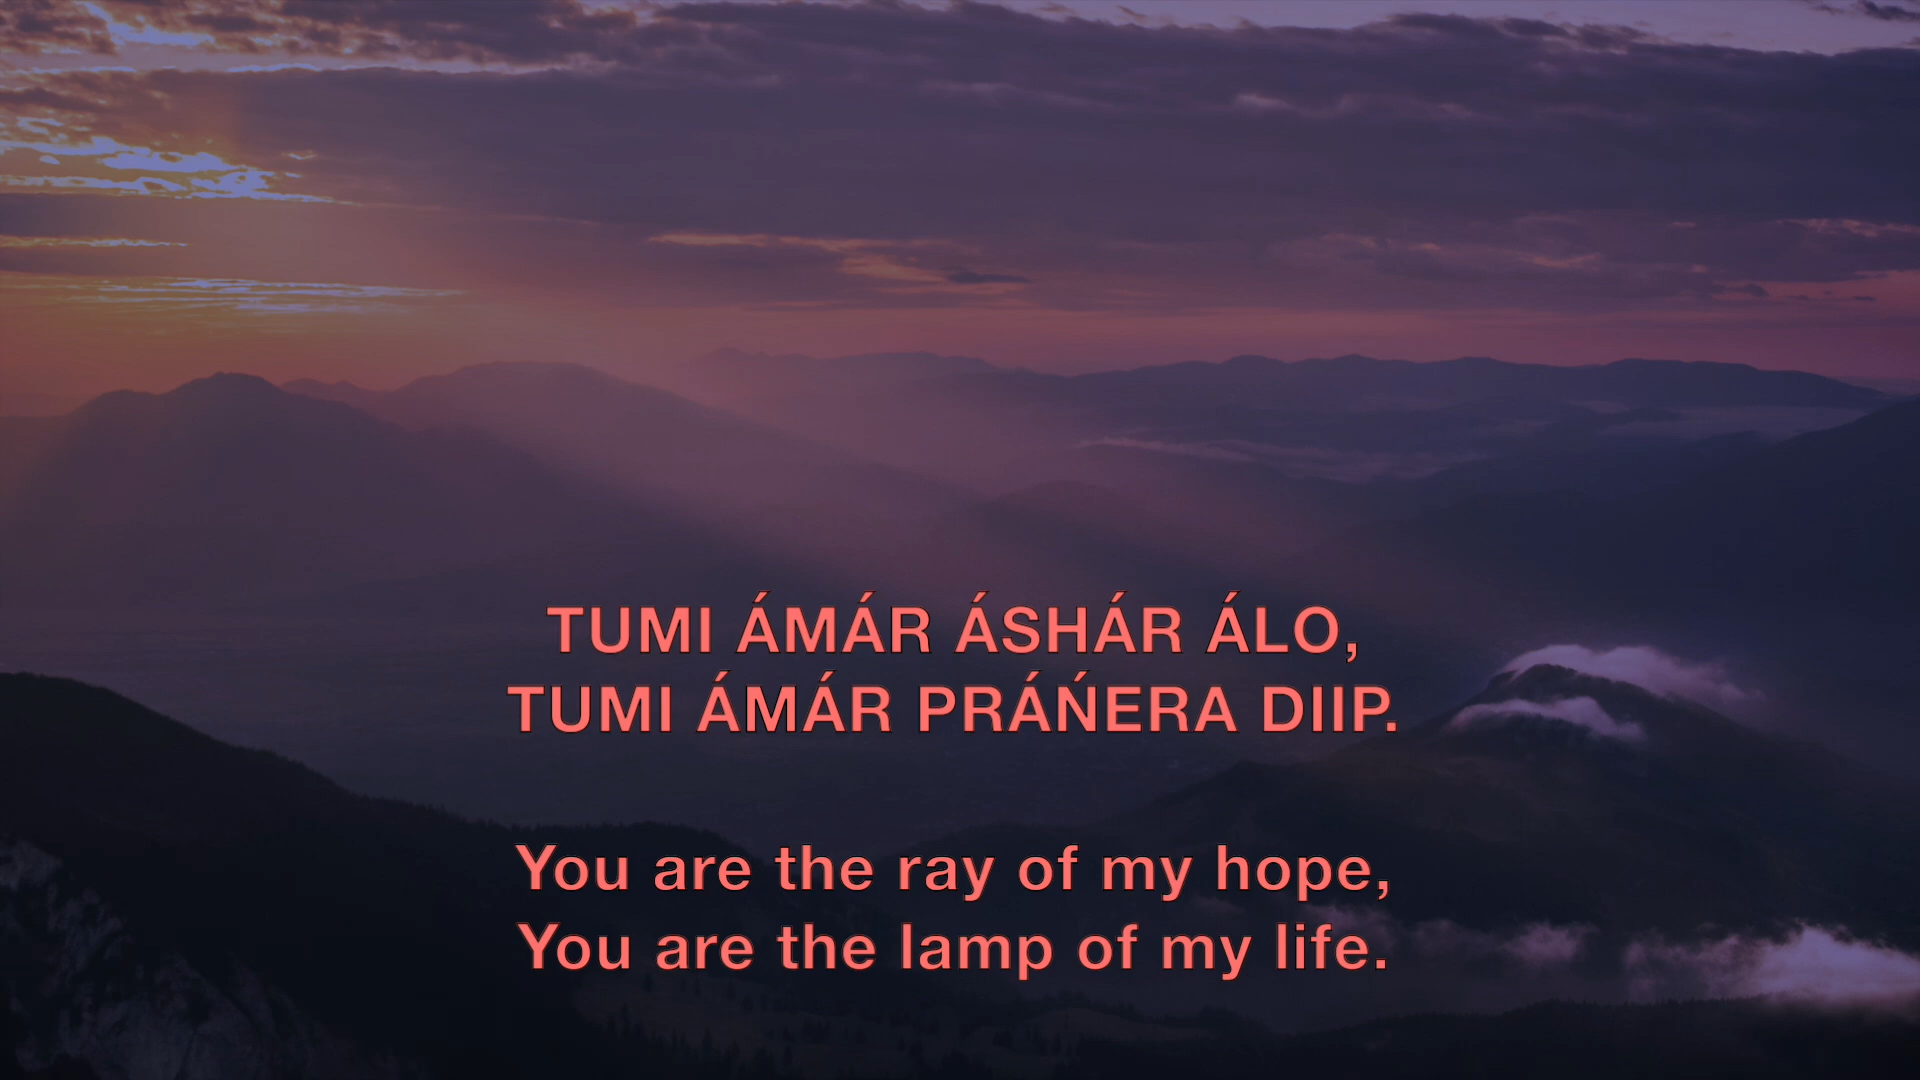 TUMI ÁMÁR ÁSHÁR ÁLO,
TUMI ÁMÁR PRÁŃERA DIIP.
You are the ray of my hope,
You are the lamp of my life.